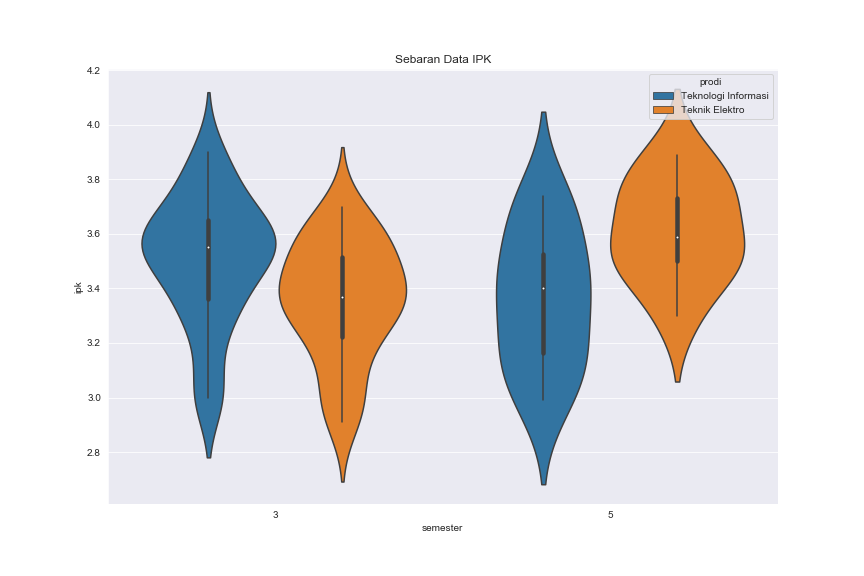 Sebaran Data IPK
prodi
Teknologi Informasi
Teknik Elektro
4.2
4.0
3.8
3.6
3.4
3.2
3.0
2.8
ipk
3
5
semester